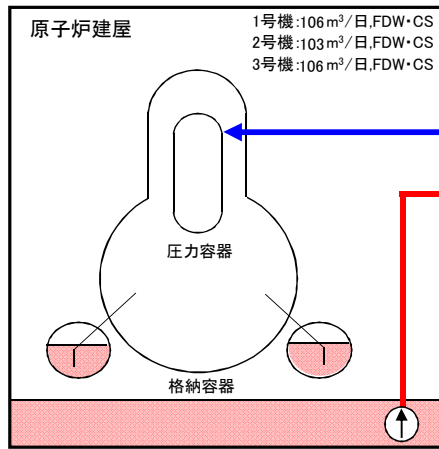 原子炉建屋
1号機:106m³/日,FDW・CS
2号機:103m³/日,FDW・CS
3号機:106m³/日,FDW・CS
圧力容器
格納容器